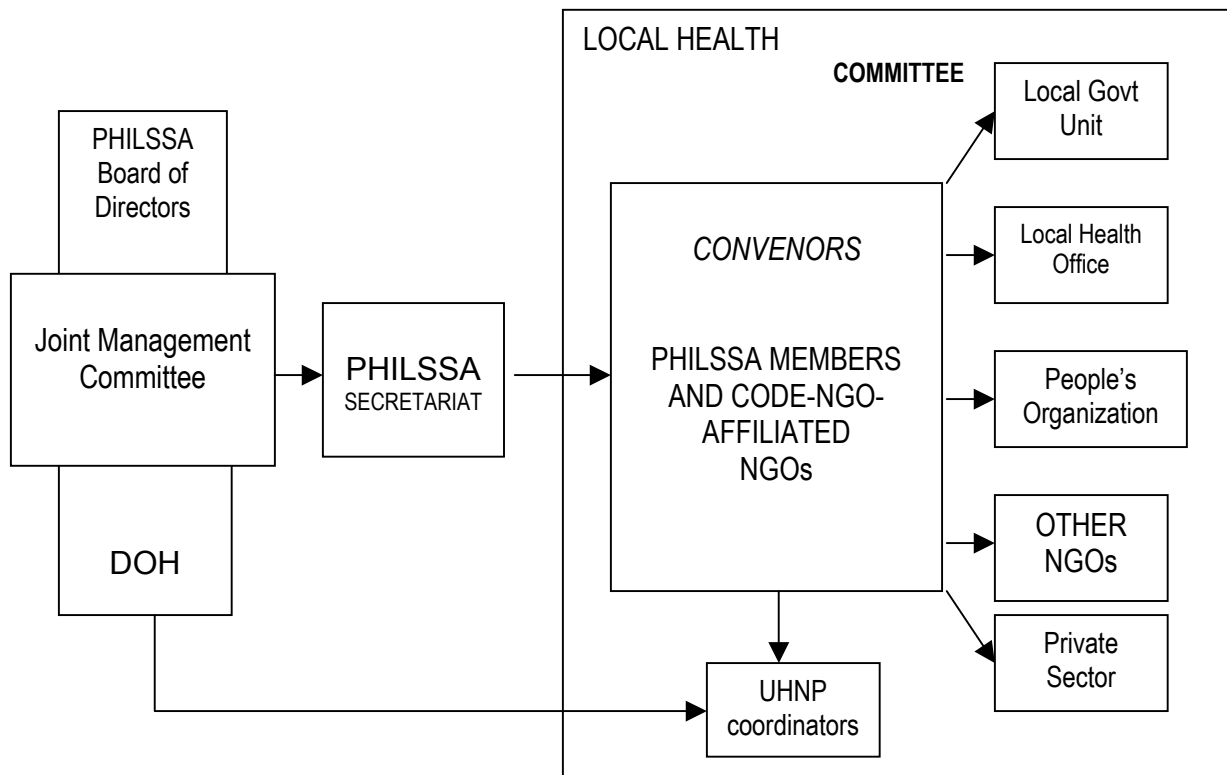 LOCAL HEALTH
COMMITTEE
PHILSSA
Board of
Directors
Joint Management
Committee
DOH
PHILSSA
SECRETARIAT
CONVENORS
PHILSSA MEMBERS
AND CODE-NGO-
AFFILIATED
NGOs
UHNP
coordinators
Local Govt
Unit
Local Health
Office
People’s
Organization
OTHER
NGOs
Private
Sector